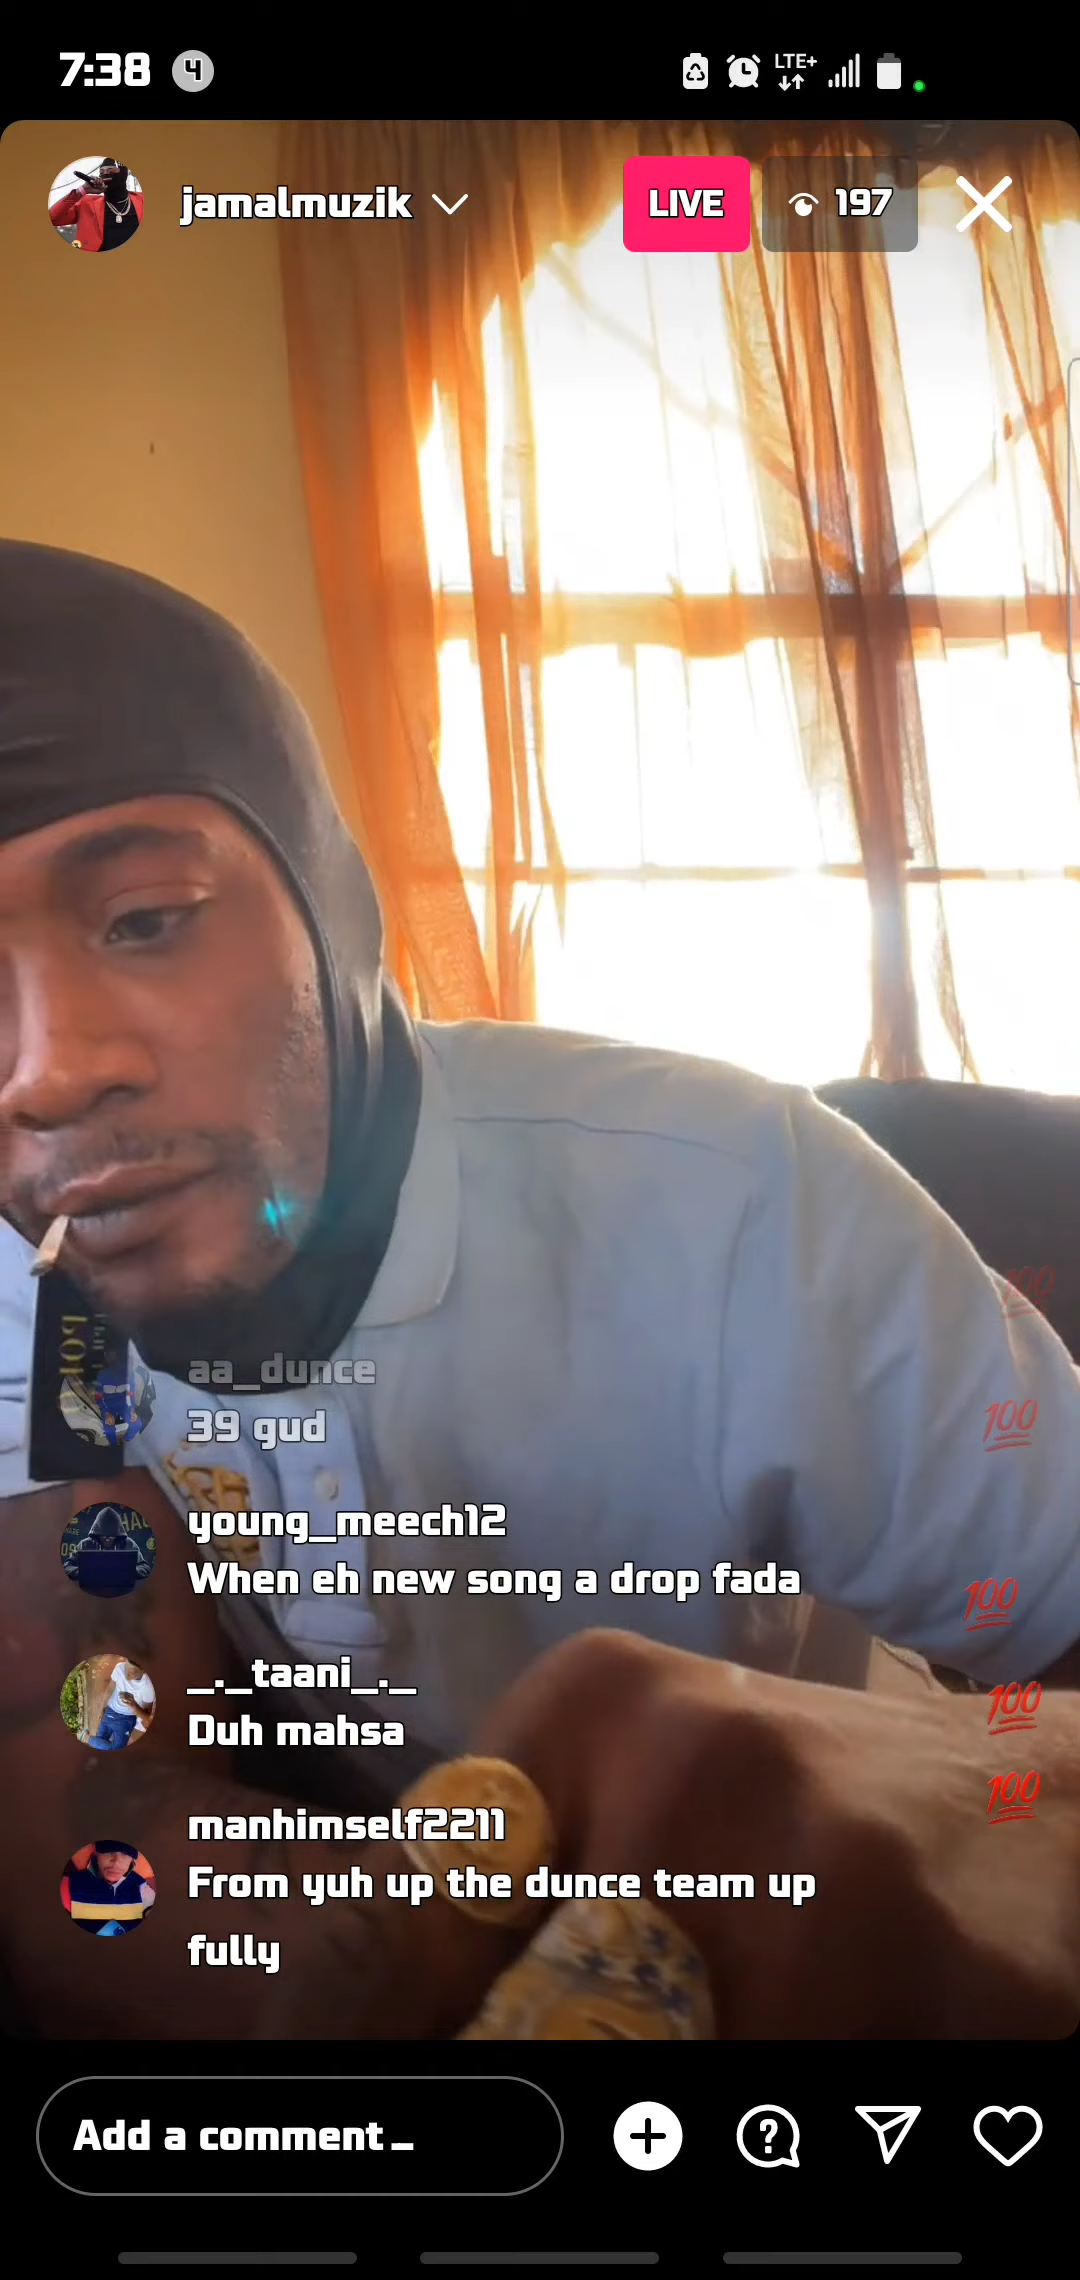 7:38 4 LTE+
jamalmuzik LIVE 197
100
aa_dunce
39 gud
100
young_meech12
When eh new song a drop fada
100
_._taani_._
Duh mahsa
100
100
manhimself2211
From yuh up the dunce team up
fully
Add a comment…
?